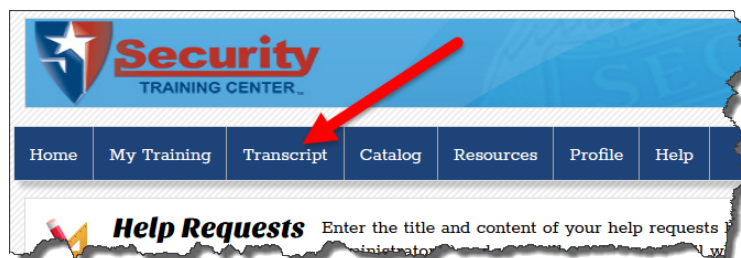 Security
TRAINING CENTER
Home My Training Transcript Catalog Resources Profile Help
Help Requests Enter the title and content of your help requests